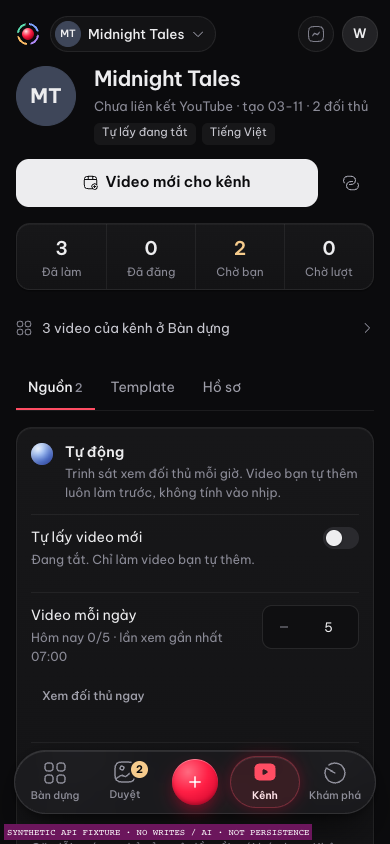 MT Midnight Tales W
MT
Midnight Tales
Chưa liên kết YouTube · tạo 03-11 · 2 đối thủ
Tự lấy đang tắt Tiếng Việt
Video mới cho kênh
3 0 2 0
Đã làm Đã đăng Chờ bạn Chờ lượt
3 video của kênh ở Bàn dựng
Nguồn 2 Template Hồ sơ
Tự động
Trinh sát xem đối thủ mỗi giờ. Video bạn tự thêm
luôn làm trước, không tính vào nhịp.
Tự lấy video mới
Đang tắt. Chỉ làm video bạn tự thêm.
Video mỗi ngày
Hôm nay 0/5 · lần xem gần nhất
07:00
− 5
Xem đối thủ ngay
2
Bàn dựng Duyệt + Kênh Khám phá
SYNTHETIC API FIXTURE · NO WRITES / AI · NOT PERSISTENCE